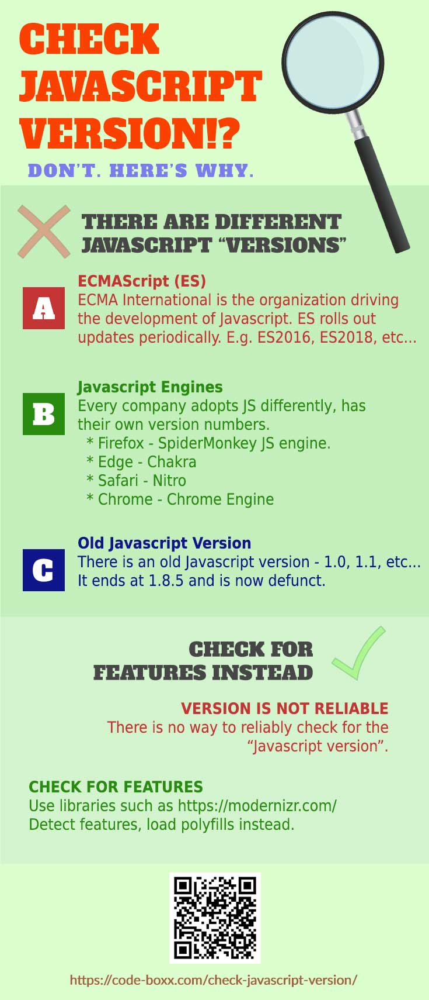 CHECK
JAVASCRIPT
VERSION!?
DON'T. HERE'S WHY.
THERE ARE DIFFERENT
JAVASCRIPT “VERSIONS”
A
ECMAScript (ES)
ECMA International is the organization driving
the development of Javascript. ES rolls out
updates periodically. E.g. ES2016, ES2018, etc...
B
Javascript Engines
Every company adopts JS differently, has
their own version numbers.
* Firefox - SpiderMonkey JS engine.
* Edge - Chakra
* Safari - Nitro
* Chrome - Chrome Engine
C
Old Javascript Version
There is an old Javascript version - 1.0, 1.1, etc...
It ends at 1.8.5 and is now defunct.
CHECK FOR
FEATURES INSTEAD
VERSION IS NOT RELIABLE
There is no way to reliably check for the
“Javascript version”.
CHECK FOR FEATURES
Use libraries such as https://modernizr.com/
Detect features, load polyfills instead.
https://code-boxx.com/check-javascript-version/